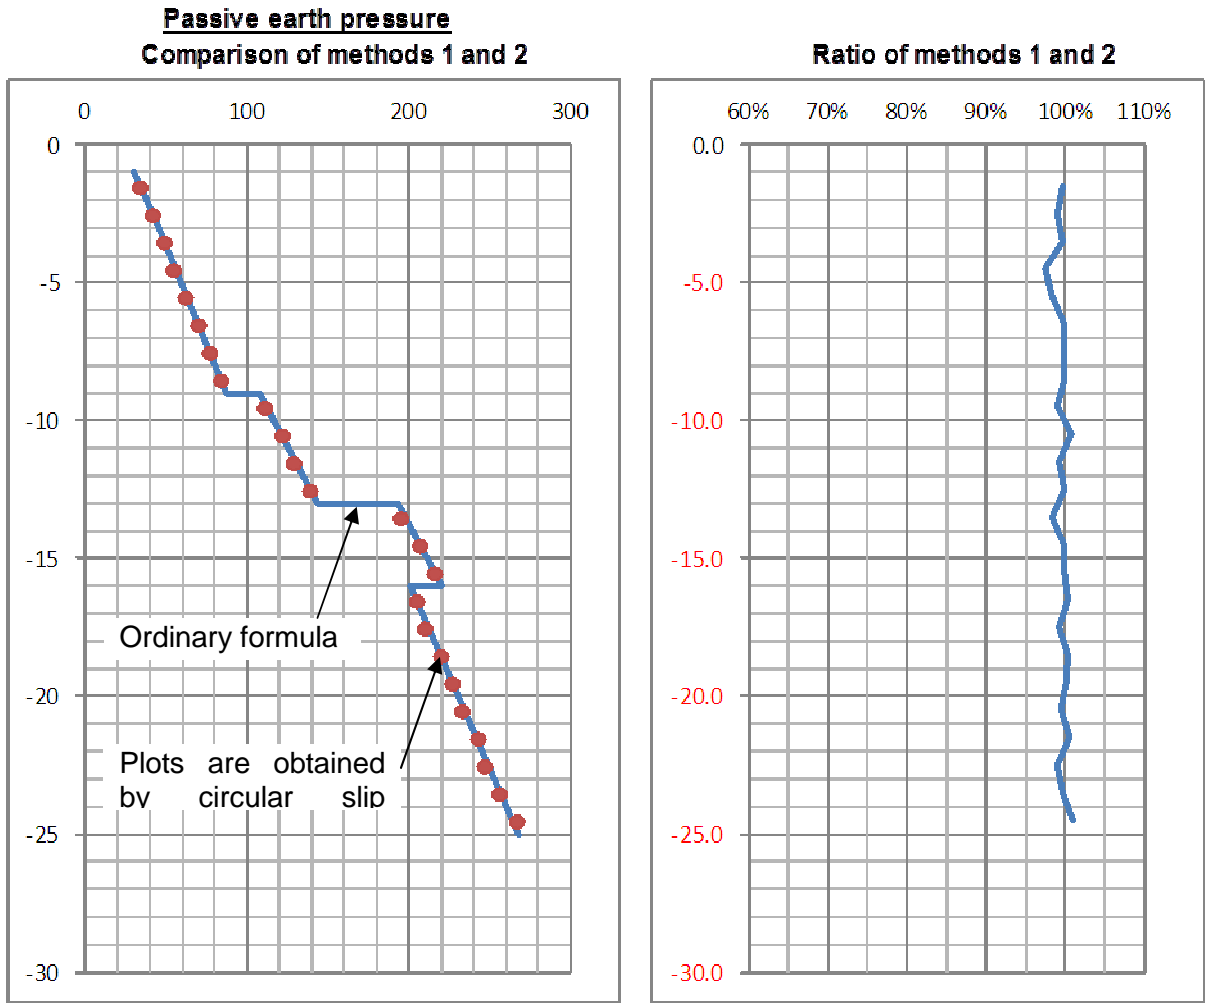 Passive earth pressure
Comparison of methods 1 and 2
0 100 200 300
0
-5
-10
-15
-20
-25
-30
Ordinary formula
Plots are obtained
by circular slip
Ratio of methods 1 and 2
60% 70% 80% 90% 100% 110%
0.0
-5.0
-10.0
-15.0
-20.0
-25.0
-30.0